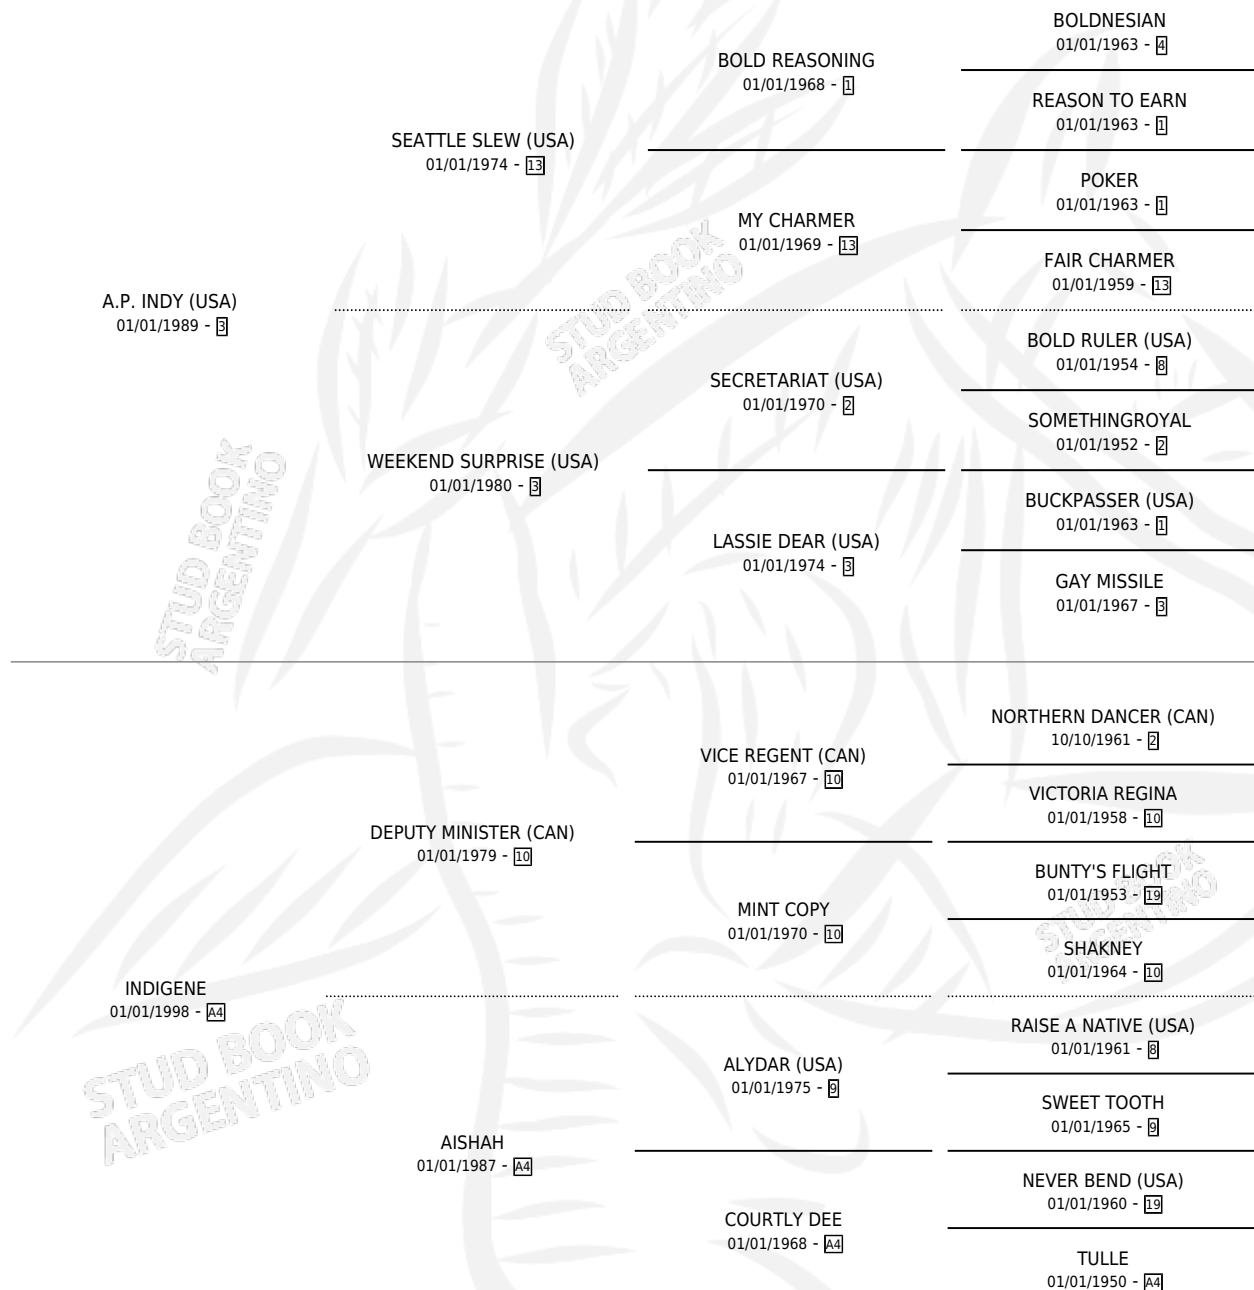 BOLDNESIAN
01/01/1963 - 4
BOLD REASONING
01/01/1968 - 1
REASON TO EARN
01/01/1963 - 1
SEATTLE SLEW (USA)
01/01/1974 - 13
POKER
01/01/1963 - 1
MY CHARMER
01/01/1969 - 13
FAIR CHARMER
01/01/1959 - 13
A.P. INDY (USA)
01/01/1989 - 3
STUD BOOK
ARGENTINO
BOLD RULER (USA)
01/01/1954 - 8
SECRETARIAT (USA)
01/01/1970 - 2
SOMETHINGROYAL
01/01/1952 - 2
WEEKEND SURPRISE (USA)
01/01/1980 - 3
BUCKPASSER (USA)
01/01/1963 - 1
LASSIE DEAR (USA)
01/01/1974 - 3
GAY MISSILE
01/01/1967 - 3
STUD BOOK
ARGENTINO
NORTHERN DANCER (CAN)
10/10/1961 - 2
VICE REGENT (CAN)
01/01/1967 - 10
VICTORIA REGINA
01/01/1958 - 10
DEPUTY MINISTER (CAN)
01/01/1979 - 10
BUNTY'S FLIGHT
01/01/1953 - 19
MINT COPY
01/01/1970 - 10
STUD BOOK
ARGENTINO
SHAKNEY
01/01/1964 - 10
INDIGENE
01/01/1998 - A4
RAISE A NATIVE (USA)
01/01/1961 - 8
ALYDAR (USA)
01/01/1975 - 9
STUD BOOK
ARGENTINO
SWEET TOOTH
01/01/1965 - 9
AISHAH
01/01/1987 - A4
NEVER BEND (USA)
01/01/1960 - 19
COURTLY DEE
01/01/1968 - A4
TULLE
01/01/1950 - A4